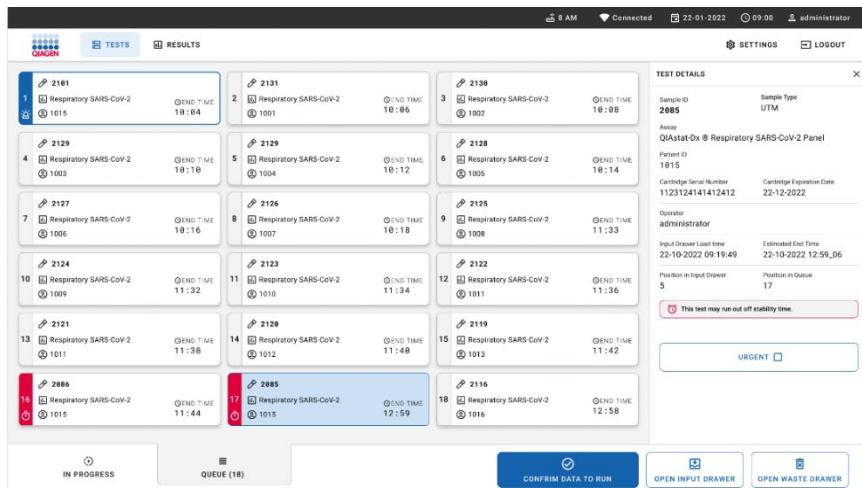 8 AM Connected 22-01-2022 09:00 administrator
QIAGEN TESTS RESULTS SETTINGS LOGOUT
TEST DETAILS
Sample ID Sample Type
2085 UTM
Assay
QIAstat-Dx ® Respiratory SARS-CoV-2 Panel
Patient ID
1015
Cardridge Serial Number Cardridge Expiration Date
1123124141412412 22-12-2022
Operator
administrator
Input Drawer Load time Estimated End Time
22-10-2022 09:19:49 22-10-2022 12:59_06
Position in Input Drawer Position in Queue
5 17
This test may run out off stability time.
URGENT
1
2101
Respiratory SARS-CoV-2 END TIME
1015 10:04
2
2131
Respiratory SARS-CoV-2 END TIME
1001 10:06
3
2130
Respiratory SARS-CoV-2 END TIME
1002 10:08
4
2129
Respiratory SARS-CoV-2 END TIME
1003 10:10
5
2129
Respiratory SARS-CoV-2 END TIME
1004 10:12
6
2128
Respiratory SARS-CoV-2 END TIME
1005 10:14
7
2127
Respiratory SARS-CoV-2 END TIME
1006 10:16
8
2126
Respiratory SARS-CoV-2 END TIME
1007 10:18
9
2125
Respiratory SARS-CoV-2 END TIME
1008 11:33
10
2124
Respiratory SARS-CoV-2 END TIME
1009 11:32
11
2123
Respiratory SARS-CoV-2 END TIME
1010 11:34
12
2122
Respiratory SARS-CoV-2 END TIME
1011 11:36
13
2121
Respiratory SARS-CoV-2 END TIME
1011 11:38
14
2120
Respiratory SARS-CoV-2 END TIME
1012 11:40
15
2119
Respiratory SARS-CoV-2 END TIME
1013 11:42
16
2086
Respiratory SARS-CoV-2 END TIME
1015 11:44
17
2085
Respiratory SARS-CoV-2 END TIME
1015 12:59
18
2116
Respiratory SARS-CoV-2 END TIME
1016 12:58
IN PROGRESS QUEUE (18) CONFRIM DATA TO RUN OPEN INPUT DRAWER OPEN WASTE DRAWER